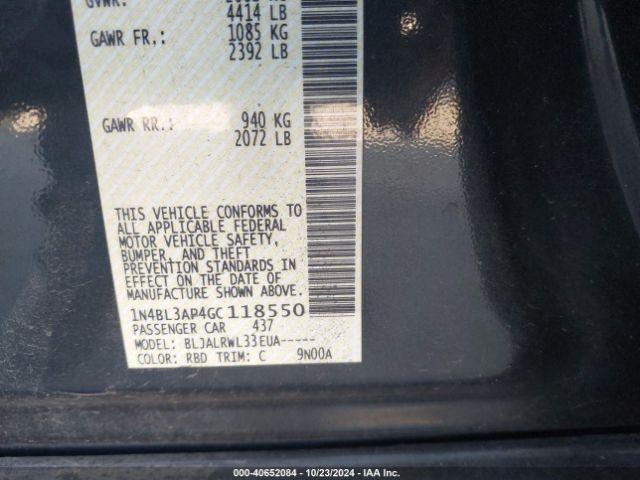 GVWR:
4414 LB
GAWR FR.: 1085 KG
2392 LB
GAWR RR.: 940 KG
2072 LB
THIS VEHICLE CONFORMS TO
ALL APPLICABLE FEDERAL
MOTOR VEHICLE SAFETY,
BUMPER, AND THEFT
PREVENTION STANDARDS IN
EFFECT ON THE DATE OF
MANUFACTURE SHOWN ABOVE.
1N4BL3AP4GC118550
PASSENGER CAR 437
MODEL: BLJALRWL33EUA-----
COLOR: RBD TRIM: C 9N00A
00-40652084 - 10/23/2024 - IAA Inc.